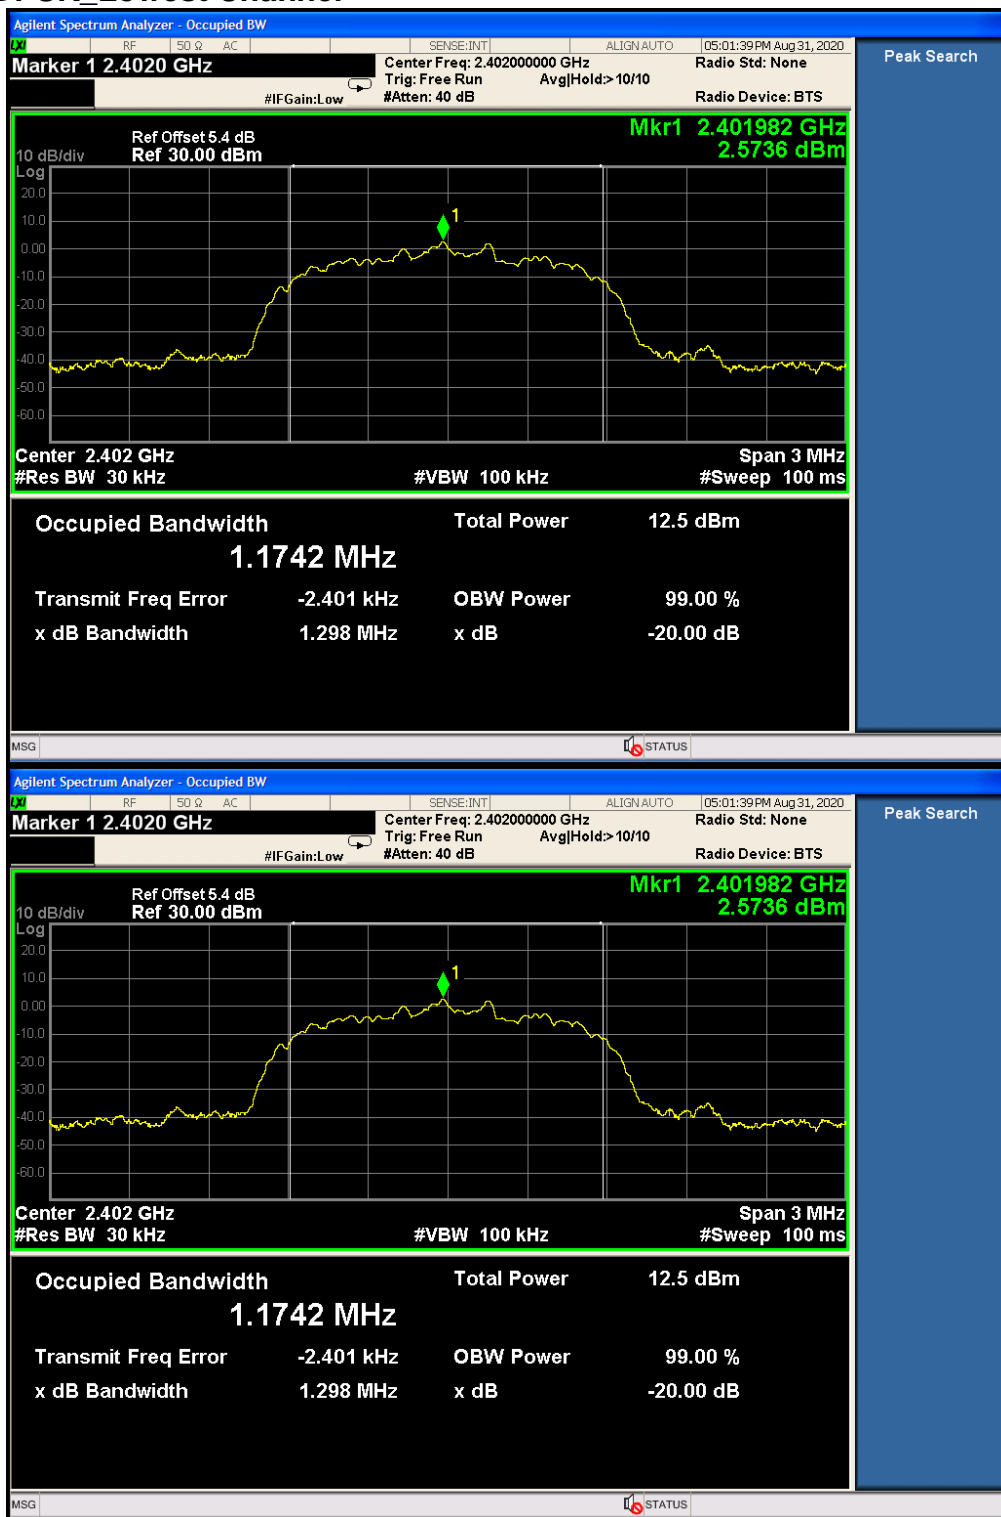 Agilent Spectrum Analyzer - Occupied BW
LXI RF 50 Ω AC SENSE:INT ALIGN AUTO 05:01:39 PM Aug 31, 2020
Marker 1 2.4020 GHz
Center Freq: 2.402000000 GHz
Radio Std: None
Peak Search
Trig: Free Run Avg|Hold:> 10/10
#IFGain:Low #Atten: 40 dB Radio Device: BTS
Mkr1 2.401982 GHz
2.5736 dBm
Ref Offset 5.4 dB
10 dB/div Ref 30.00 dBm
Log
20.0
10.0
0.00
-10.0
-20.0
-30.0
-40.0
-50.0
-60.0
1
Center 2.402 GHz Span 3 MHz
#Res BW 30 kHz #VBW 100 kHz #Sweep 100 ms
Occupied Bandwidth Total Power 12.5 dBm
1.1742 MHz
Transmit Freq Error -2.401 kHz OBW Power 99.00 %
x dB Bandwidth 1.298 MHz x dB -20.00 dB
MSG STATUS
Agilent Spectrum Analyzer - Occupied BW
LXI RF 50 Ω AC SENSE:INT ALIGN AUTO 05:01:39 PM Aug 31, 2020
Marker 1 2.4020 GHz
Center Freq: 2.402000000 GHz
Radio Std: None
Peak Search
Trig: Free Run Avg|Hold:> 10/10
#IFGain:Low #Atten: 40 dB Radio Device: BTS
Mkr1 2.401982 GHz
2.5736 dBm
Ref Offset 5.4 dB
10 dB/div Ref 30.00 dBm
Log
20.0
10.0
0.00
-10.0
-20.0
-30.0
-40.0
-50.0
-60.0
1
Center 2.402 GHz Span 3 MHz
#Res BW 30 kHz #VBW 100 kHz #Sweep 100 ms
Occupied Bandwidth Total Power 12.5 dBm
1.1742 MHz
Transmit Freq Error -2.401 kHz OBW Power 99.00 %
x dB Bandwidth 1.298 MHz x dB -20.00 dB
MSG STATUS